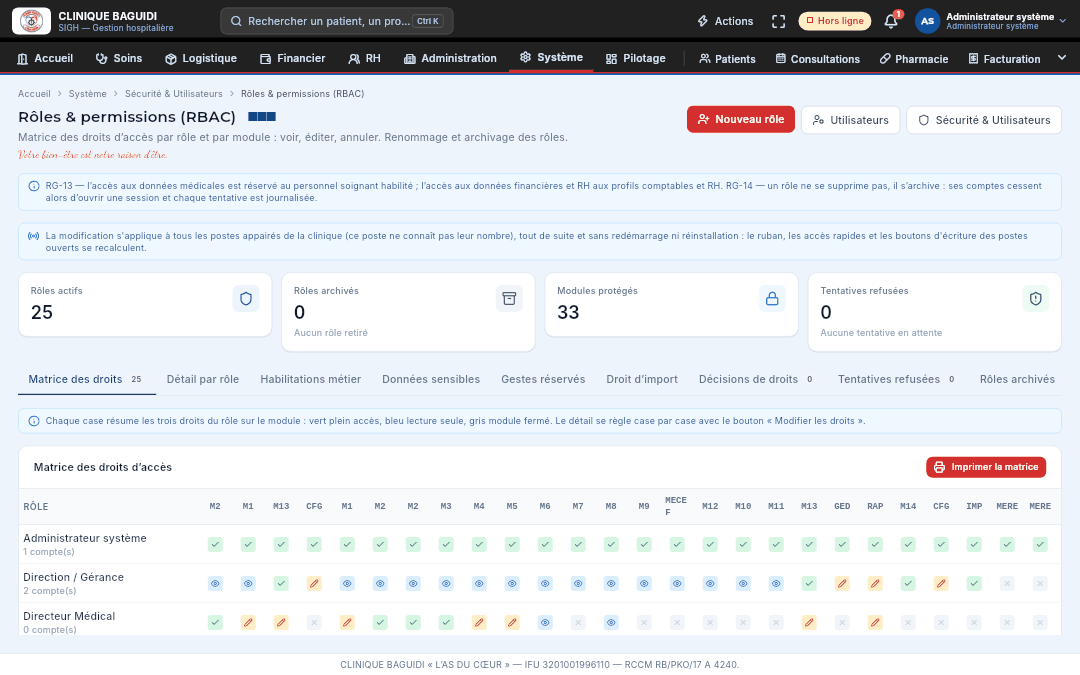 CLINIQUE BAGUIDI
SIGH — Gestion hospitalière
Rechercher un patient, un pro... Ctrl K
Actions
Hors ligne
1
AS
Administrateur système
Administrateur système
Accueil Soins Logistique Financier RH Administration Système Pilotage Patients Consultations Pharmacie Facturation
Accueil > Système > Sécurité & Utilisateurs > Rôles & permissions (RBAC)
Rôles & permissions (RBAC)
Matrice des droits d’accès par rôle et par module : voir, éditer, annuler. Renommage et archivage des rôles.
Votre bien-être est notre raison d'être.
Nouveau rôle
Utilisateurs
Sécurité & Utilisateurs
RG-13 — l’accès aux données médicales est réservé au personnel soignant habilité ; l’accès aux données financières et RH aux profils comptables et RH. RG-14 — un rôle ne se supprime pas, il s’archive : ses comptes cessent
alors d’ouvrir une session et chaque tentative est journalisée.
La modification s'applique à tous les postes appairés de la clinique (ce poste ne connaît pas leur nombre), tout de suite et sans redémarrage ni réinstallation : le ruban, les accès rapides et les boutons d'écriture des postes
ouverts se recalculent.
Rôles actifs
25
Rôles archivés
0
Aucun rôle retiré
Modules protégés
33
Tentatives refusées
0
Aucune tentative en attente
Matrice des droits 25 Détail par rôle Habilitations métier Données sensibles Gestes réservés Droit d’import Décisions de droits 0 Tentatives refusées 0 Rôles archivés
Chaque case résume les trois droits du rôle sur le module : vert plein accès, bleu lecture seule, gris module fermé. Le détail se règle case par case avec le bouton « Modifier les droits ».
Matrice des droits d’accès
Imprimer la matrice
RÔLE M2 M1 M13 CFG M1 M2 M2 M3 M4 M5 M6 M7 M8 M9 MECE M12 M10 M11 M13 GED RAP M14 CFG IMP MERE MERE
F
Administrateur système
1 compte(s)
Direction / Gérance
2 compte(s)
Directeur Médical
0 compte(s)
CLINIQUE BAGUIDI « L’AS DU CŒUR » — IFU 3201001996110 — RCCM RB/PKO/17 A 4240.